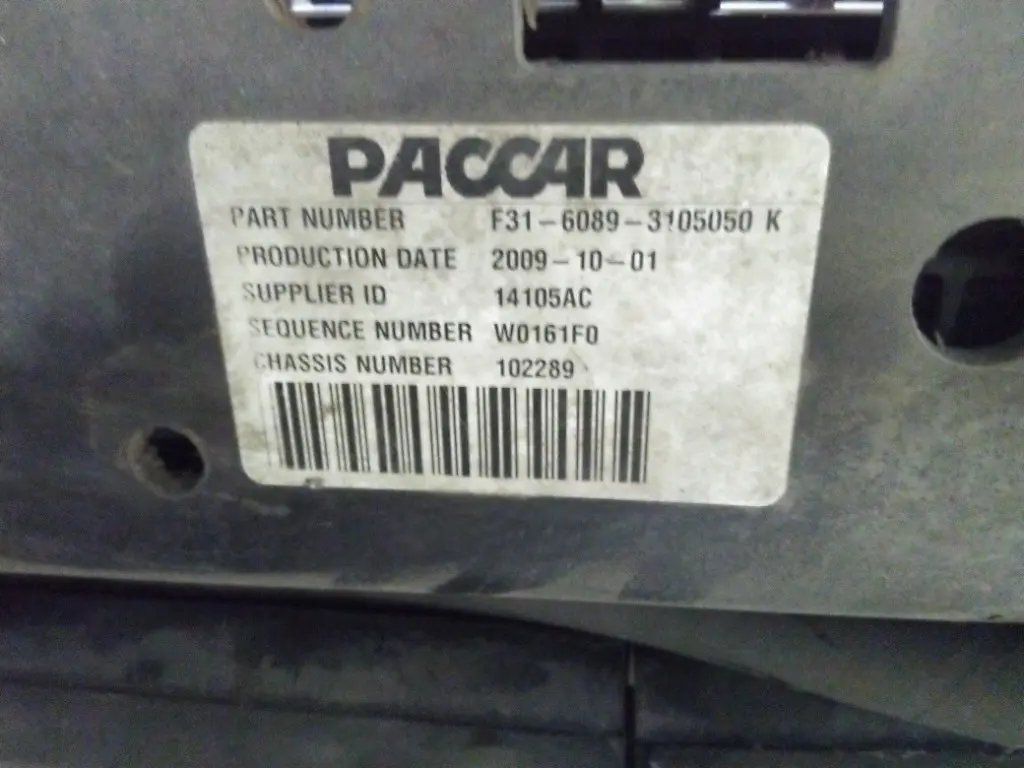 PACCAR
PART NUMBER F31-6089-3105050 K
PRODUCTION DATE 2009-10-01
SUPPLIER ID 14105AC
SEQUENCE NUMBER W0161F0
CHASSIS NUMBER 102289